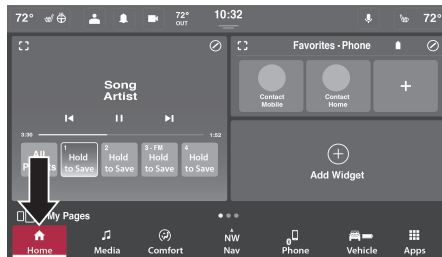 72° 72° OUT 10:32 72°
Favorites - Phone
Song
Artist
3:30 1:52
All
1 Hold to Save
2 Hold to Save
3 - FM Hold to Save
4 Hold to Save
Contact Mobile
Contact Home
+
Add Widget
My Pages
Home Media Comfort NW Nav 0 Phone Vehicle Apps